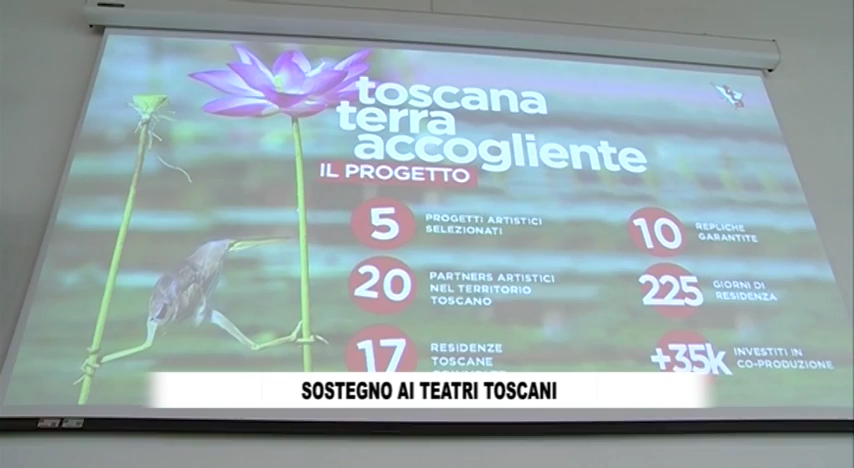 toscana
terra
accogliente
IL PROGETTO
5 PROGETTI ARTISTICI
SELEZIONATI
10 REPLICHE
GARANTITE
20 PARTNERS ARTISTICI
NEL TERRITORIO
TOSCANO
225 GIORNI DI
RESIDENZA
17 RESIDENZE
TOSCANE
+35k INVESTITI IN
CO-PRODUZIONE
SOSTEGNO AI TEATRI TOSCANI